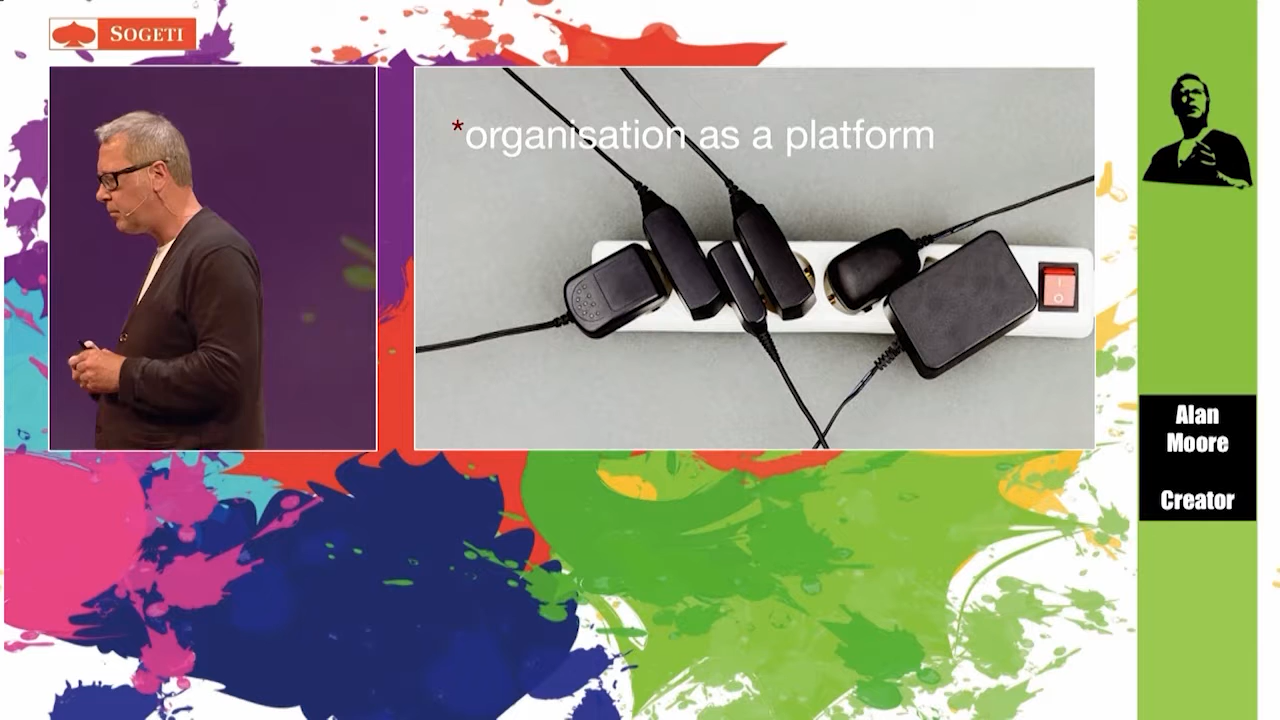 SOGETI
*organisation as a platform
Alan
Moore
Creator